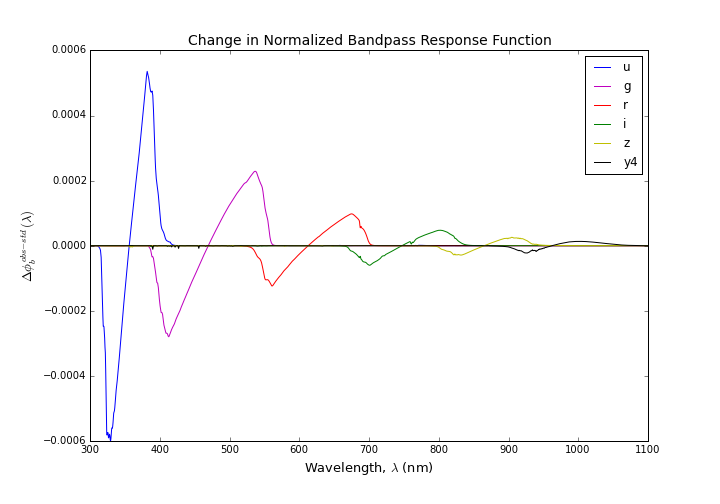 Change in Normalized Bandpass Response Function
0.0006
0.0004
0.0002
0.0000
−0.0002
−0.0004
−0.0006
Δϕ_b^{obs−std}(λ)
u
g
r
i
z
y4
300 400 500 600 700 800 900 1000 1100
Wavelength, λ (nm)